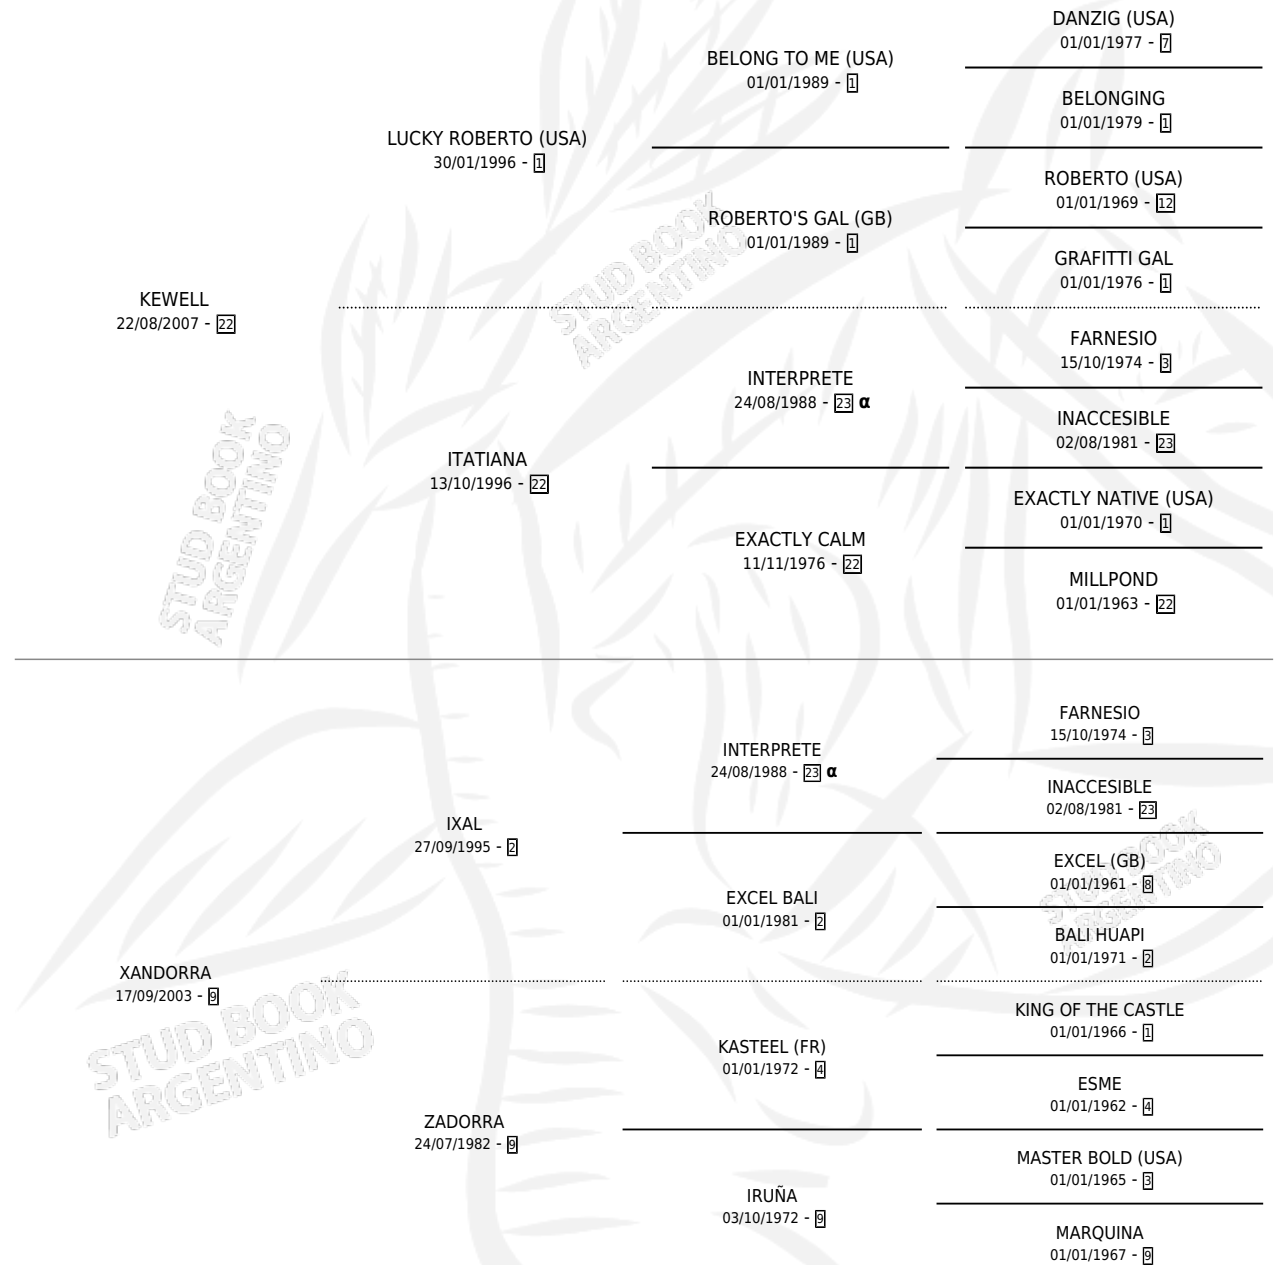 DANZIG (USA)
01/01/1977 - 7
BELONG TO ME (USA)
01/01/1989 - 1
BELONGING
01/01/1979 - 1
LUCKY ROBERTO (USA)
30/01/1996 - 1
ROBERTO (USA)
01/01/1969 - 12
ROBERTO'S GAL (GB)
01/01/1989 - 1
GRAFITTI GAL
01/01/1976 - 1
KEWELL
22/08/2007 - 22
FARNESIO
15/10/1974 - 3
INTERPRETE
24/08/1988 - 23 α
INACCESIBLE
02/08/1981 - 23
ITATIANA
13/10/1996 - 22
EXACTLY NATIVE (USA)
01/01/1970 - 1
EXACTLY CALM
11/11/1976 - 22
MILLPOND
01/01/1963 - 22
FARNESIO
15/10/1974 - 3
INTERPRETE
24/08/1988 - 23 α
INACCESIBLE
02/08/1981 - 23
IXAL
27/09/1995 - 2
EXCEL (GB)
01/01/1961 - 8
EXCEL BALI
01/01/1981 - 2
BALI HUAPI
01/01/1971 - 2
XANDORRA
17/09/2003 - 9
KING OF THE CASTLE
01/01/1966 - 1
KASTEEL (FR)
01/01/1972 - 4
ESME
01/01/1962 - 4
ZADORRA
24/07/1982 - 9
MASTER BOLD (USA)
01/01/1965 - 3
IRUÑA
03/10/1972 - 9
MARQUINA
01/01/1967 - 9
STUD BOOK
ARGENTINO
STUD BOOK
ARGENTINO
STUD BOOK
ARGENTINO
STUD BOOK
ARGENTINO